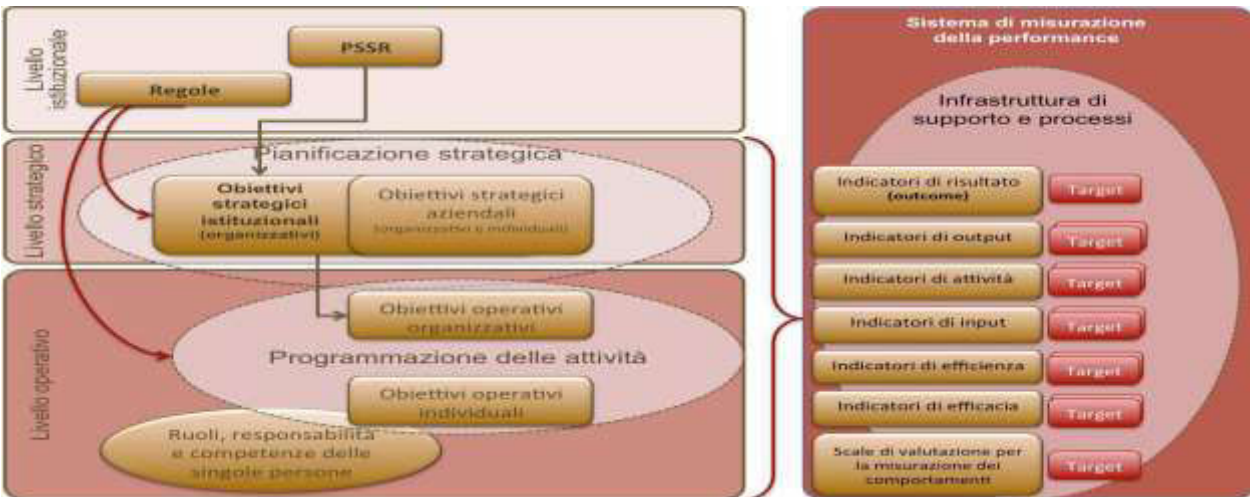 Livello
istituzionale
PSSR
Regole
Livello strategico
Pianificazione strategica
Obiettivi
strategici
istituzionali
(organizzativi)
Obiettivi strategici
aziendali
(organizzativi e individuali)
Livello operativo
Obiettivi operativi
organizzativi
Programmazione delle attività
Obiettivi operativi
individuali
Ruoli, responsabilità
e competenze delle
singole persone
Sistema di misurazione
della performance
Infrastruttura di
supporto e processi
Indicatori di risultato
(outcome)
Target
Indicatori di output
Target
Indicatori di attività
Target
Indicatori di input
Target
Indicatori di efficienza
Target
Indicatori di efficacia
Target
Scale di valutazione per
la misurazione dei
comportamenti
Target